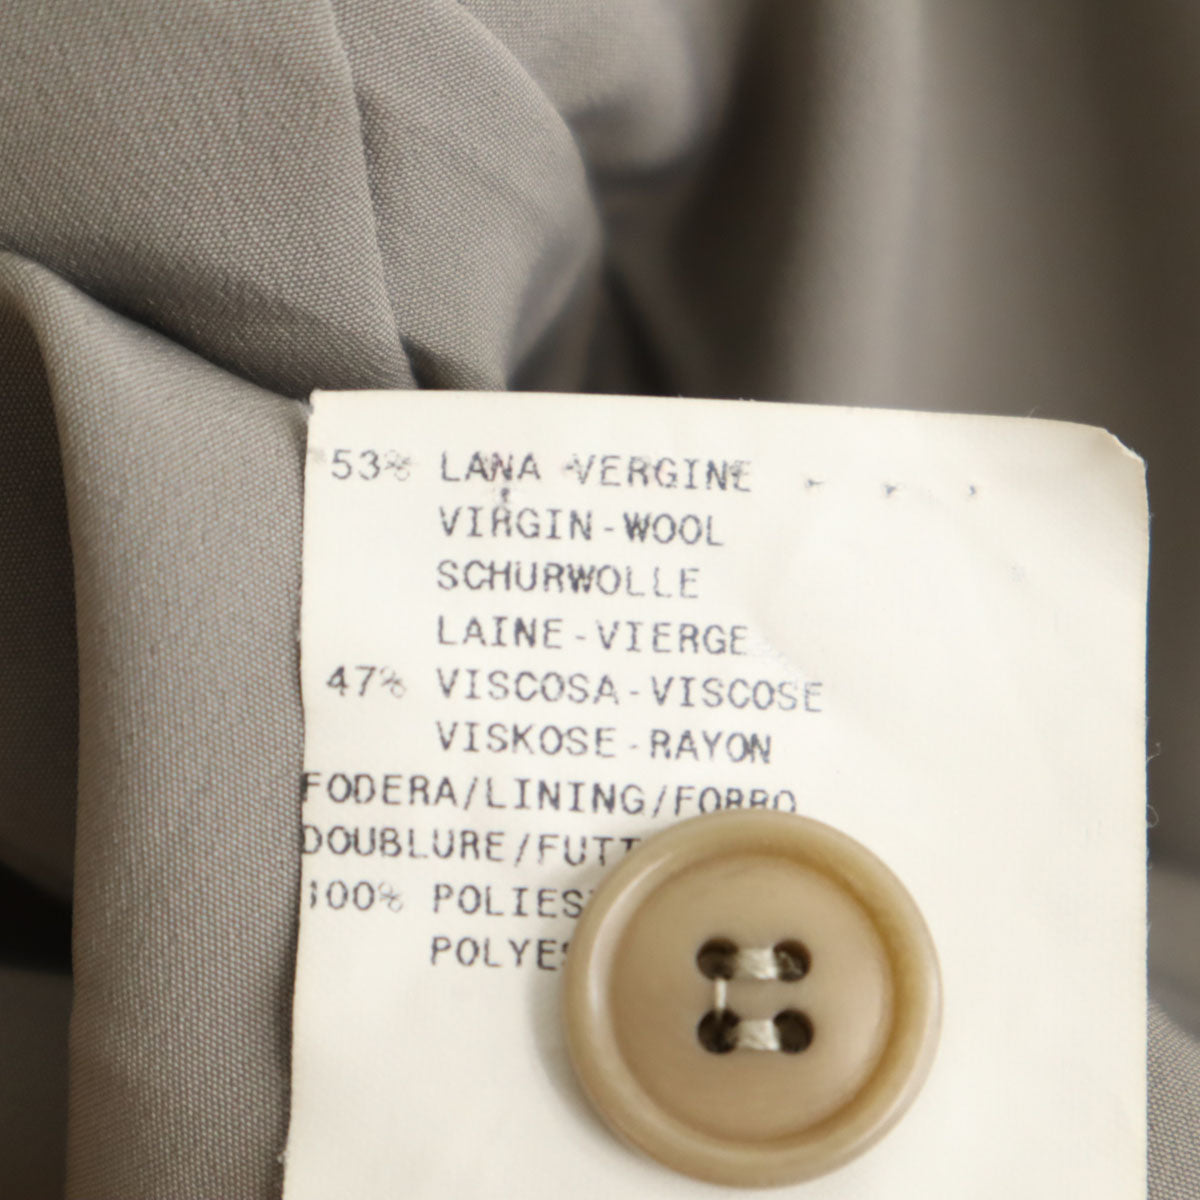 53% LANA VERGINE
VIRGIN-WOOL
SCHURWOLLE
LAINE-VIERGE
47% VISCOSA-VISCOSE
VISKOSE-RAYON
FODERA/LINING/FORRO
DOUBLURE/FUTT
100% POLIES
POLYES